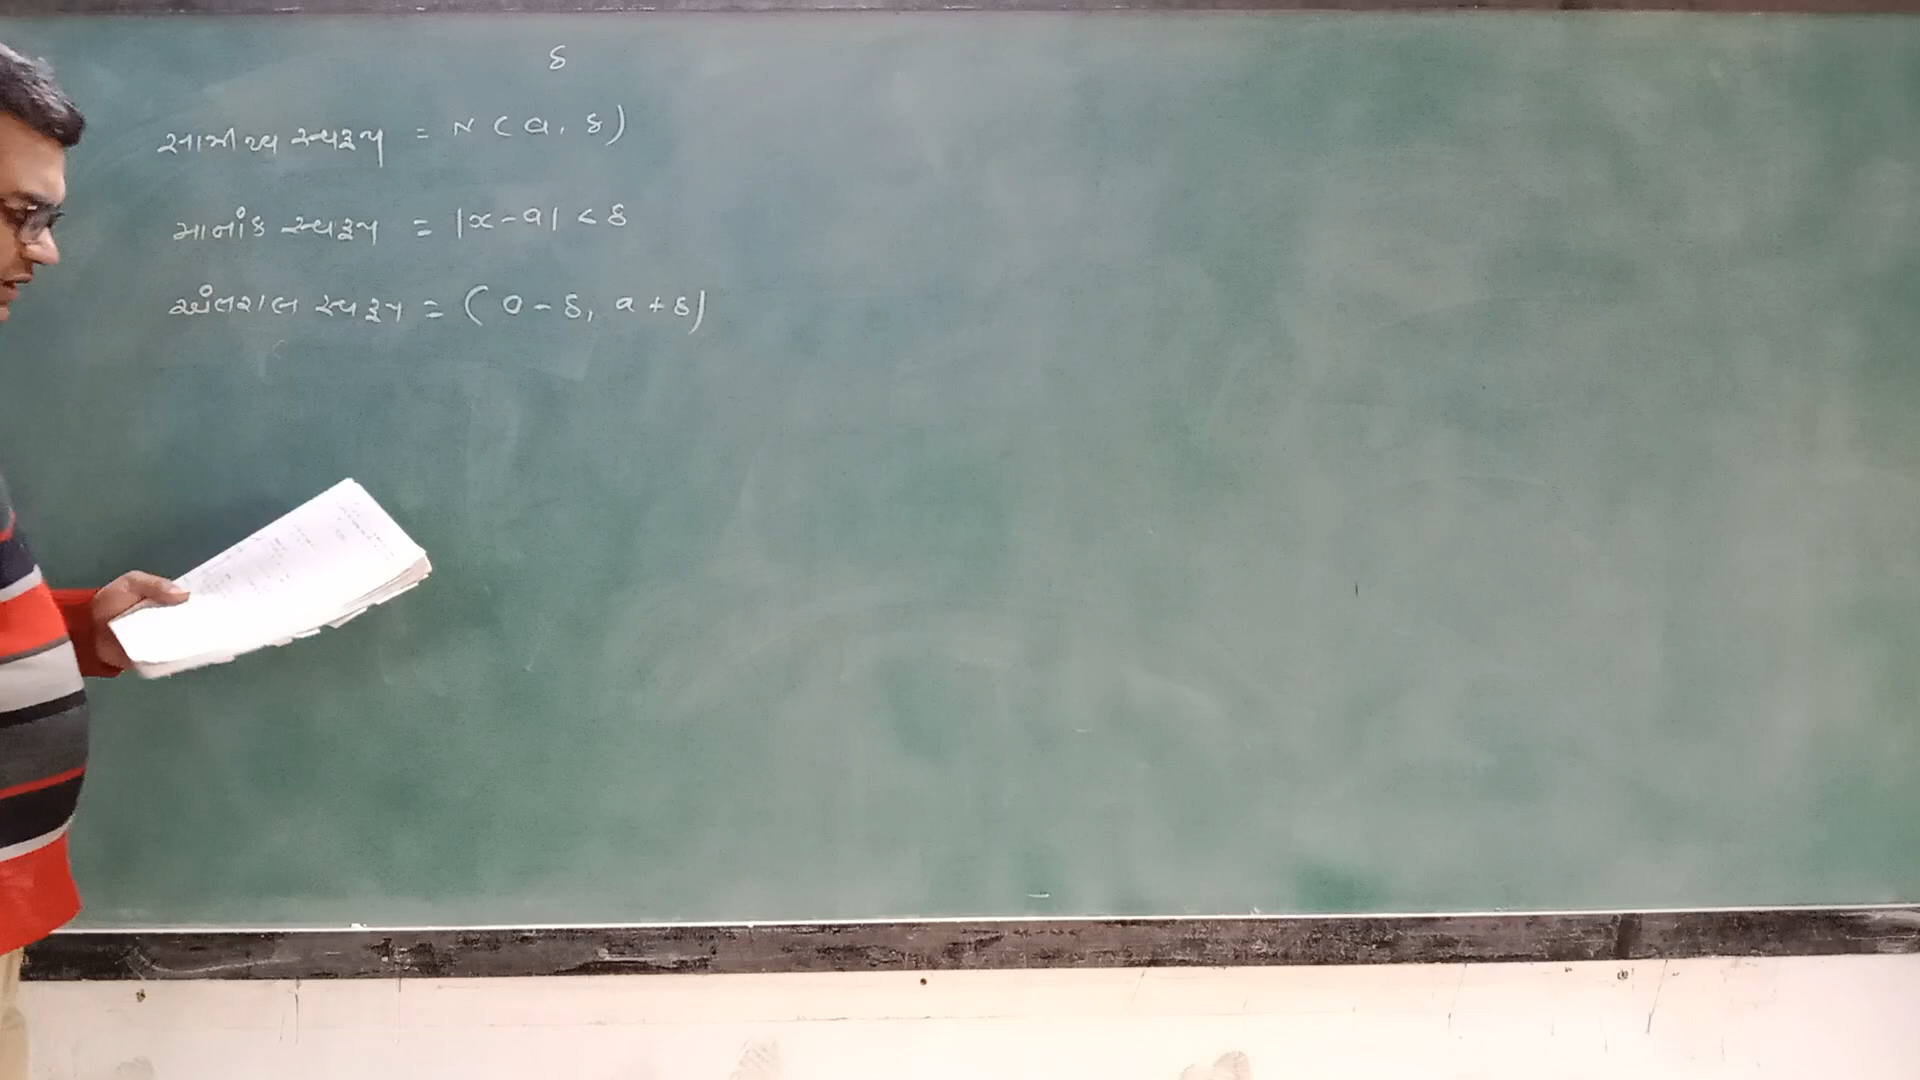 δ
સામીપ્ય સ્વરૂપ = N ( a, δ )
માનાંક સ્વરૂપ = |x - a| < δ
અંતરાલ સ્વરૂપ = ( a - δ, a + δ )